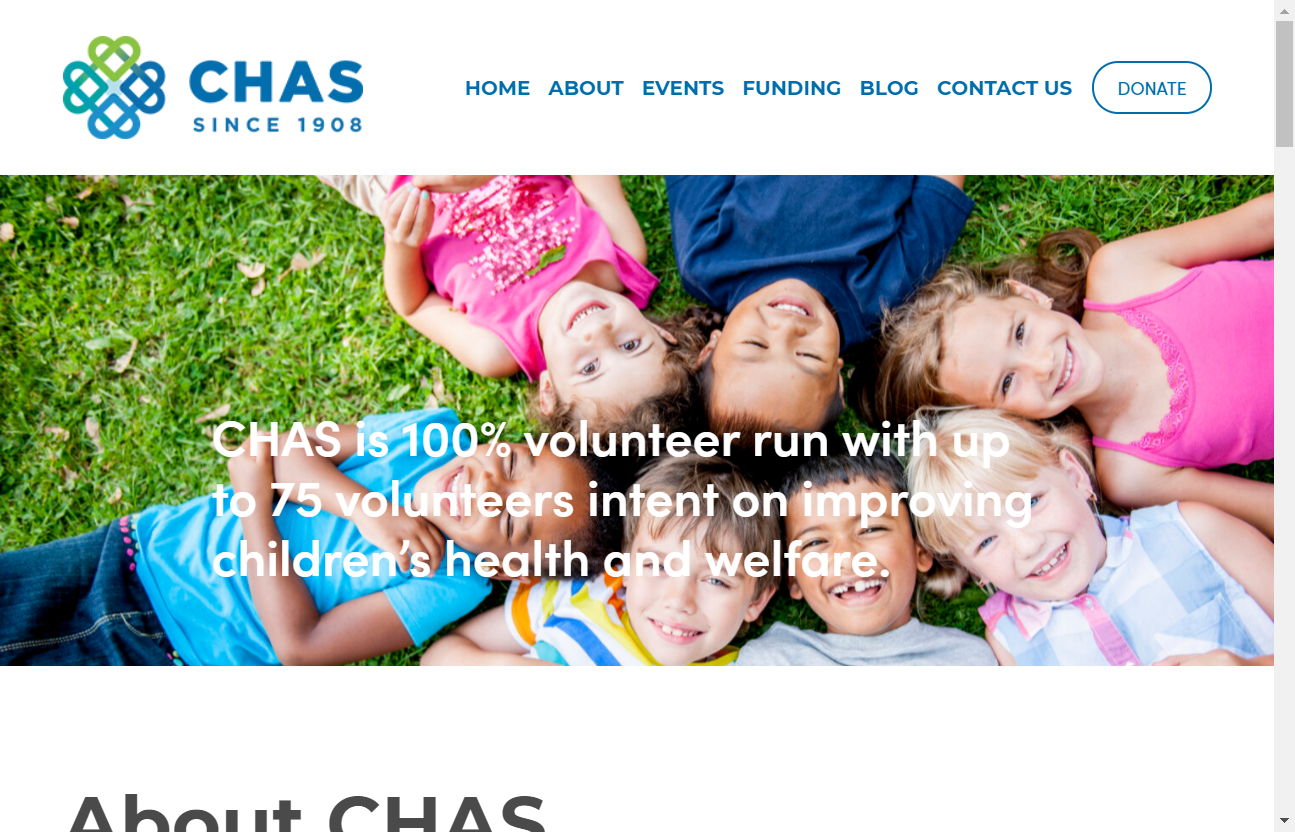 CHAS
SINCE 1908
HOME ABOUT EVENTS FUNDING BLOG CONTACT US DONATE
CHAS is 100% volunteer run with up
to 75 volunteers intent on improving
children’s health and welfare.
About CHAS